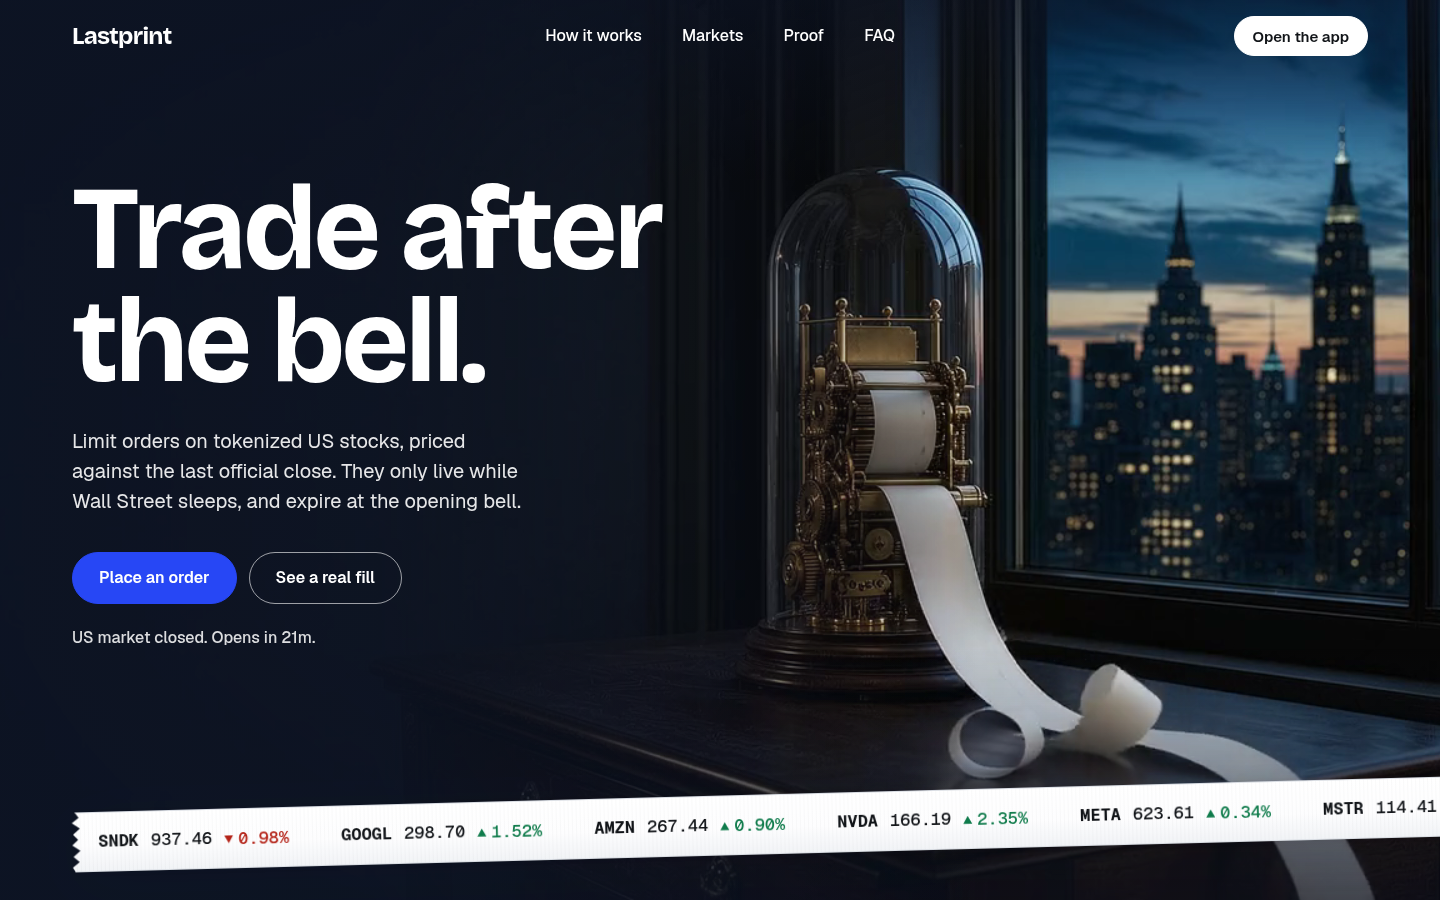 Lastprint
How it works
Markets
Proof
FAQ
Open the app
Trade after
the bell.
Limit orders on tokenized US stocks, priced
against the last official close. They only live while
Wall Street sleeps, and expire at the opening bell.
Place an order
See a real fill
US market closed. Opens in 21m.
SNDK 937.46 ▼ 0.98% GOOGL 298.70 ▲ 1.52% AMZN 267.44 ▲ 0.90% NVDA 166.19 ▲ 2.35% META 623.61 ▲ 0.34% MSTR 114.41